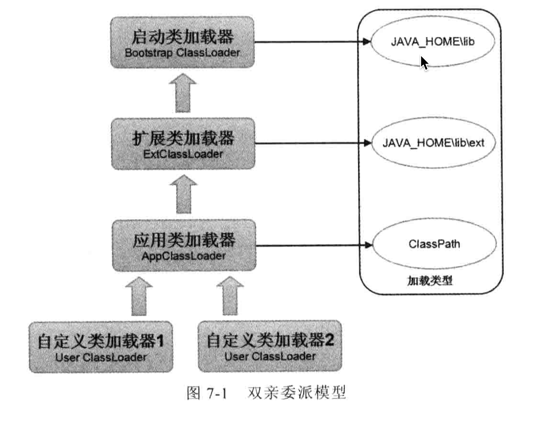 启动类加载器
Bootstrap ClassLoader
JAVA_HOME\lib
扩展类加载器
ExtClassLoader
JAVA_HOME\lib\ext
应用类加载器
AppClassLoader
ClassPath
加载类型
自定义类加载器1
User ClassLoader
自定义类加载器2
User ClassLoader
图 7-1 双亲委派模型